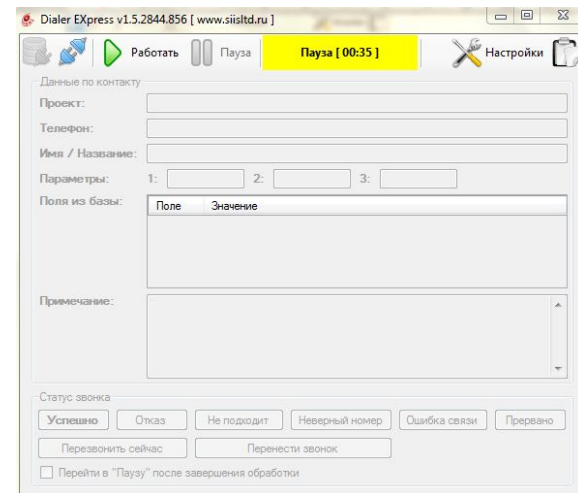 Dialer EXpress v1.5.2844.856 [ www.siisltd.ru ]
Работать Пауза Пауза [ 00:35 ] Настройки
Данные по контакту
Проект:
Телефон:
Имя / Название:
Параметры: 1: 2: 3:
Поля из базы: Поле Значение
Примечание:
Статус звонка
Успешно Отказ Не подходит Неверный номер Ошибка связи Прервано
Перезвонить сейчас Перенести звонок
Перейти в "Паузу" после завершения обработки